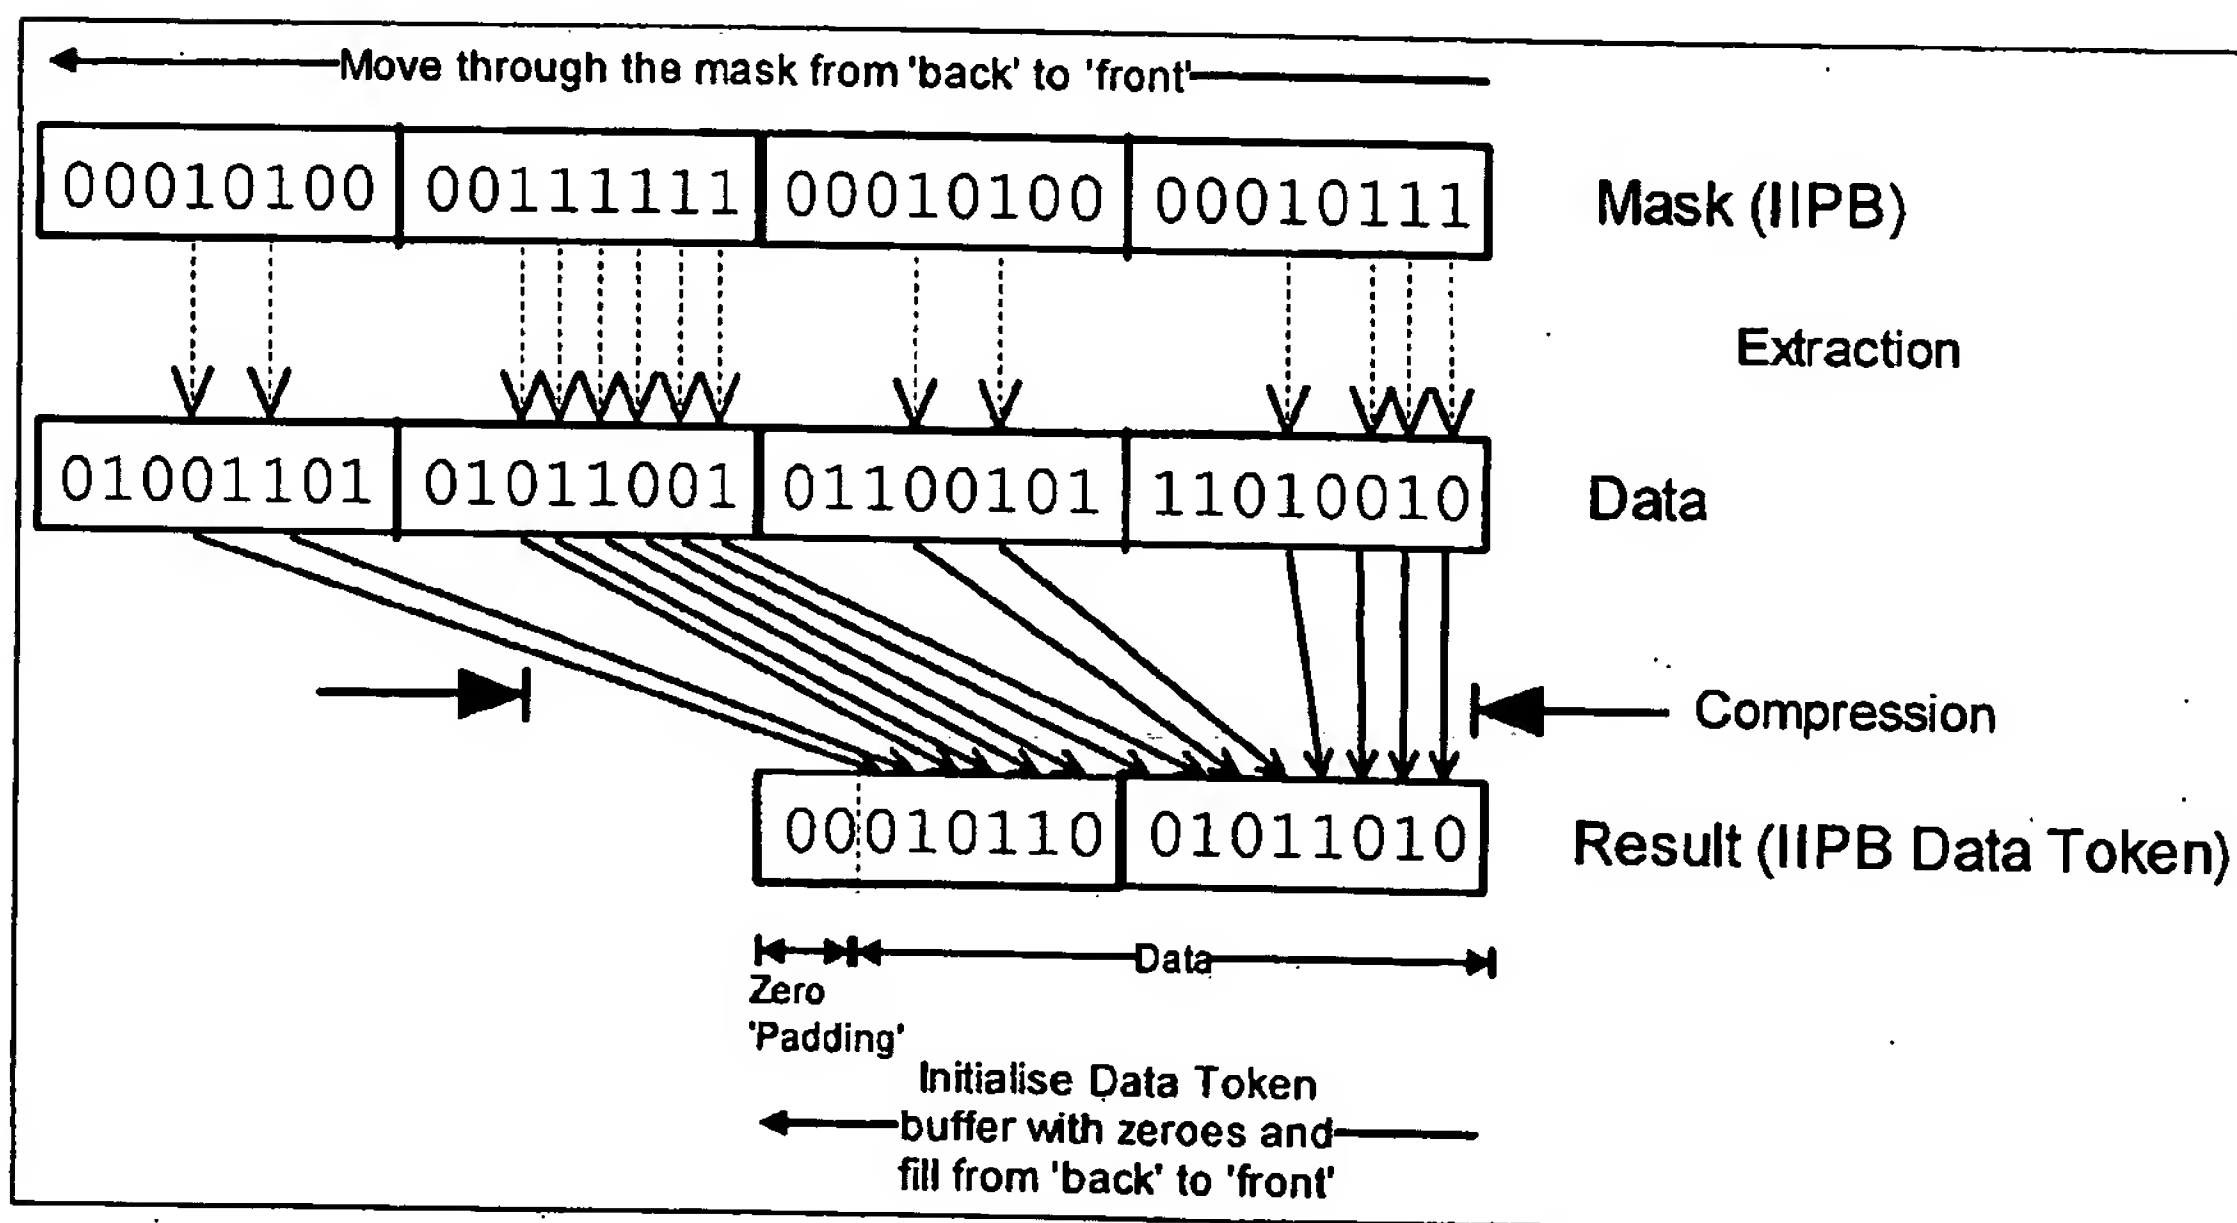 Move through the mask from 'back' to 'front'
00010100 00111111 00010100 00010111 Mask (IIPB)
Extraction
01001101 01011001 01100101 11010010 Data
Compression
00010110 01011010 Result (IIPB Data Token)
Data
Zero
'Padding'
Initialise Data Token
buffer with zeroes and
fill from 'back' to 'front'